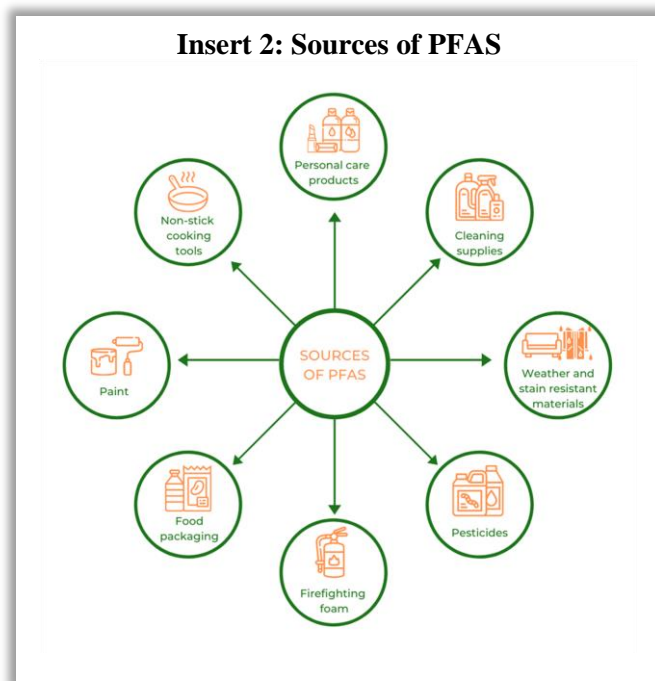 Insert 2: Sources of PFAS
Personal care
products
Non-stick
cooking
tools
Cleaning
supplies
SOURCES
OF PFAS
Paint
Weather and
stain resistant
materials
Food
packaging
Pesticides
Firefighting
foam